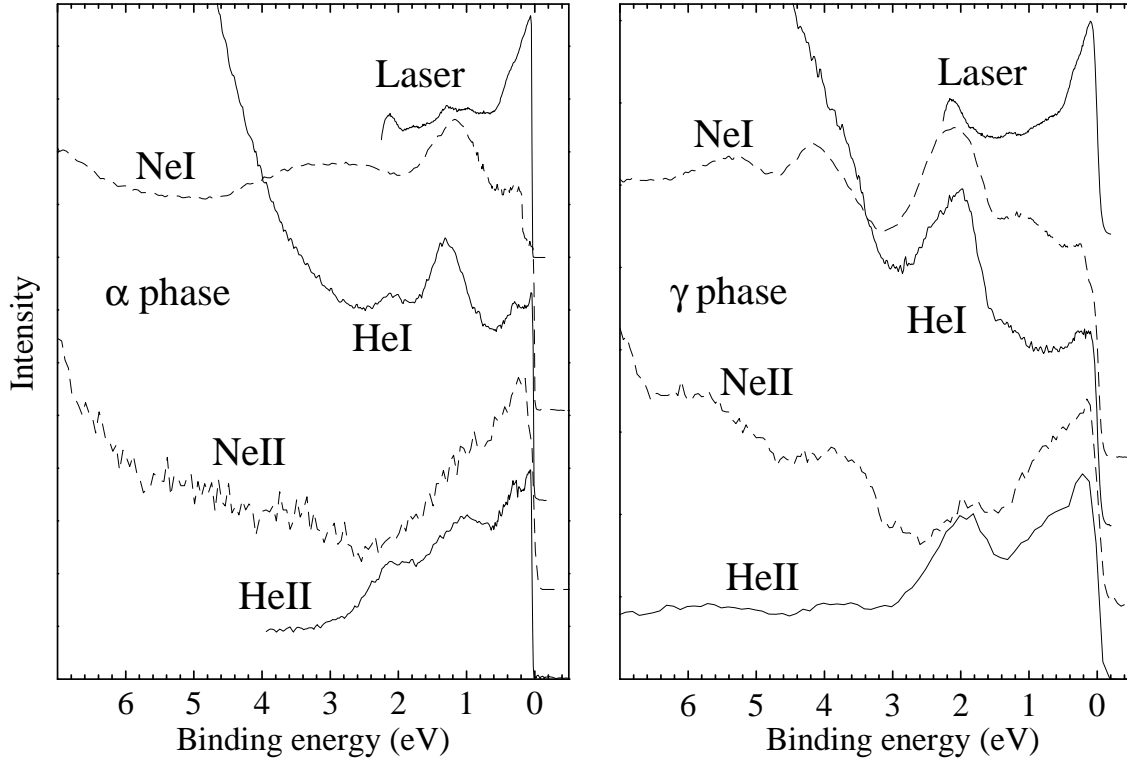 Intensity
Laser
NeI
α phase
HeI
NeII
HeII
6 5 4 3 2 1 0
Binding energy (eV)
Laser
NeI
γ phase
HeI
NeII
HeII
6 5 4 3 2 1 0
Binding energy (eV)